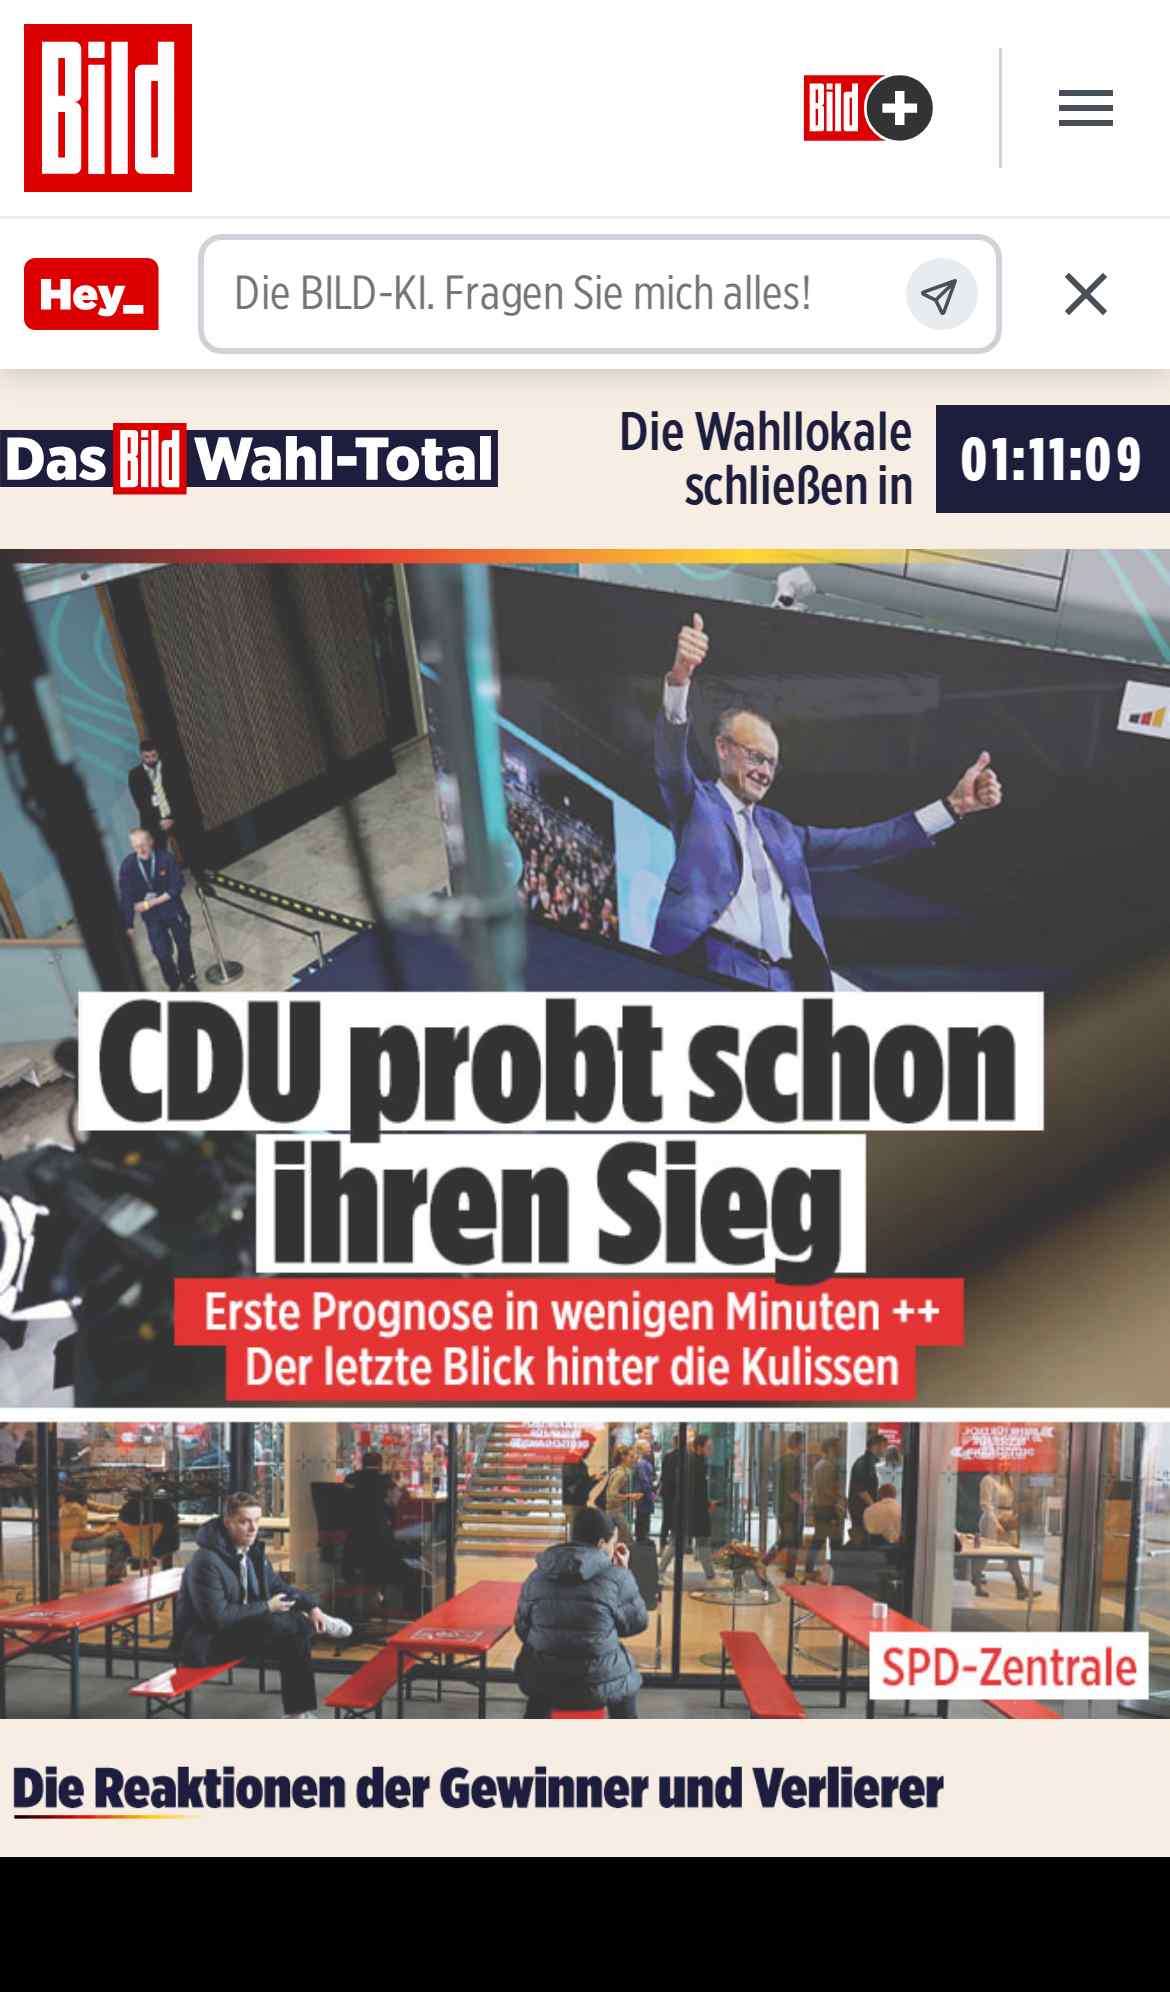 Bild
Bild+
Hey_
Die BILD-KI. Fragen Sie mich alles!
Das Bild Wahl-Total
Die Wahllokale
schließen in
01:11:09
CDU probt schon
ihren Sieg
Erste Prognose in wenigen Minuten ++
Der letzte Blick hinter die Kulissen
SPD-Zentrale
Die Reaktionen der Gewinner und Verlierer